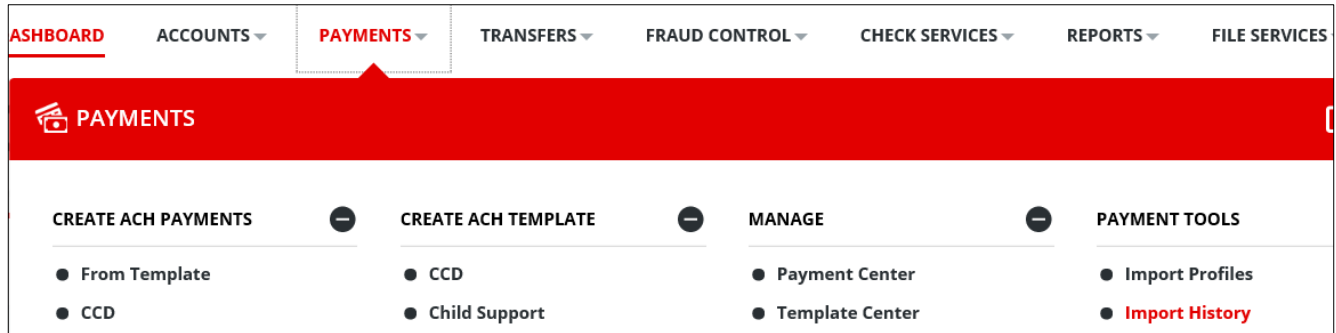 ASHBOARD ACCOUNTS PAYMENTS TRANSFERS FRAUD CONTROL CHECK SERVICES REPORTS FILE SERVICES
PAYMENTS
CREATE ACH PAYMENTS CREATE ACH TEMPLATE MANAGE PAYMENT TOOLS
From Template CCD Payment Center Import Profiles
CCD Child Support Template Center Import History